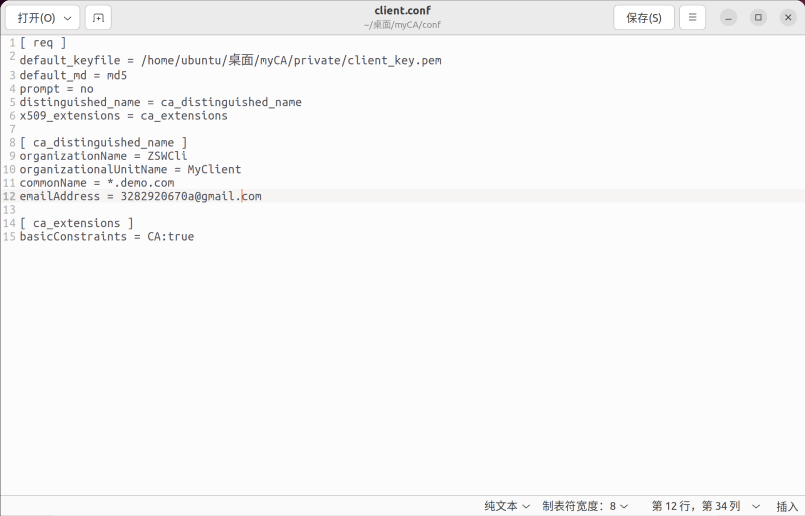 打开(O)
client.conf
~/桌面/myCA/conf
保存(S)
1 [ req ]
2 default_keyfile = /home/ubuntu/桌面/myCA/private/client_key.pem
3 default_md = md5
4 prompt = no
5 distinguished_name = ca_distinguished_name
6 x509_extensions = ca_extensions
7
8 [ ca_distinguished_name ]
9 organizationName = ZSWCli
10 organizationalUnitName = MyClient
11 commonName = *.demo.com
12 emailAddress = 3282920670a@gmail.com
13
14 [ ca_extensions ]
15 basicConstraints = CA:true
纯文本 制表符宽度：8 第 12 行，第 34 列 插入